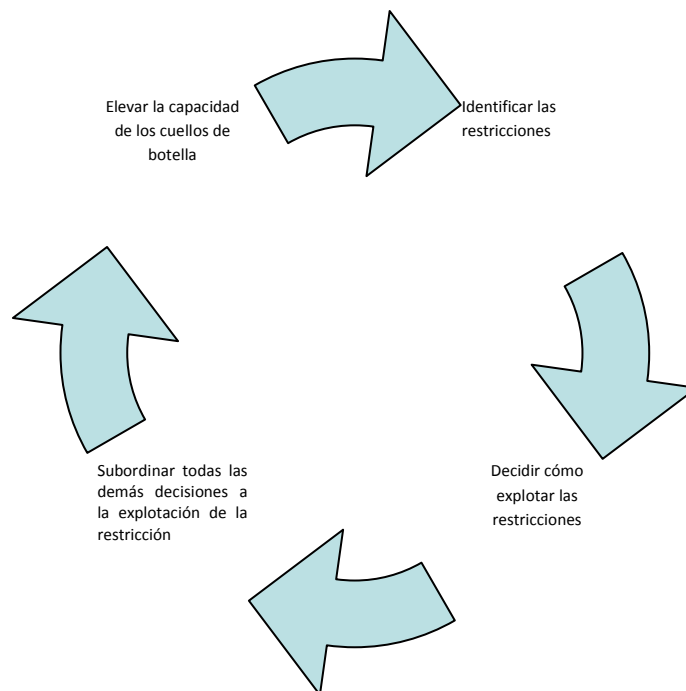 Elevar la capacidad
de los cuellos de
botella
Identificar las
restricciones
Decidir cómo
explotar las
restricciones
Subordinar todas las
demás decisiones a
la explotación de la
restricción